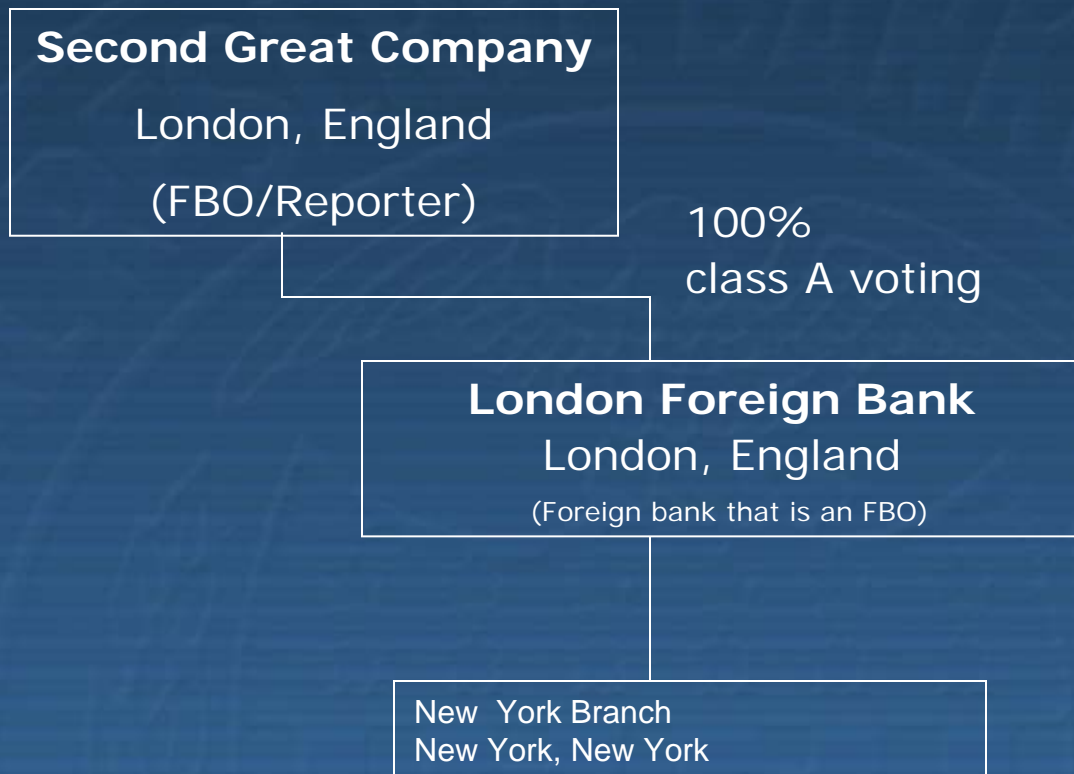 Second Great Company
London, England
(FBO/Reporter)
100%
class A voting
London Foreign Bank
London, England
(Foreign bank that is an FBO)
New York Branch
New York, New York